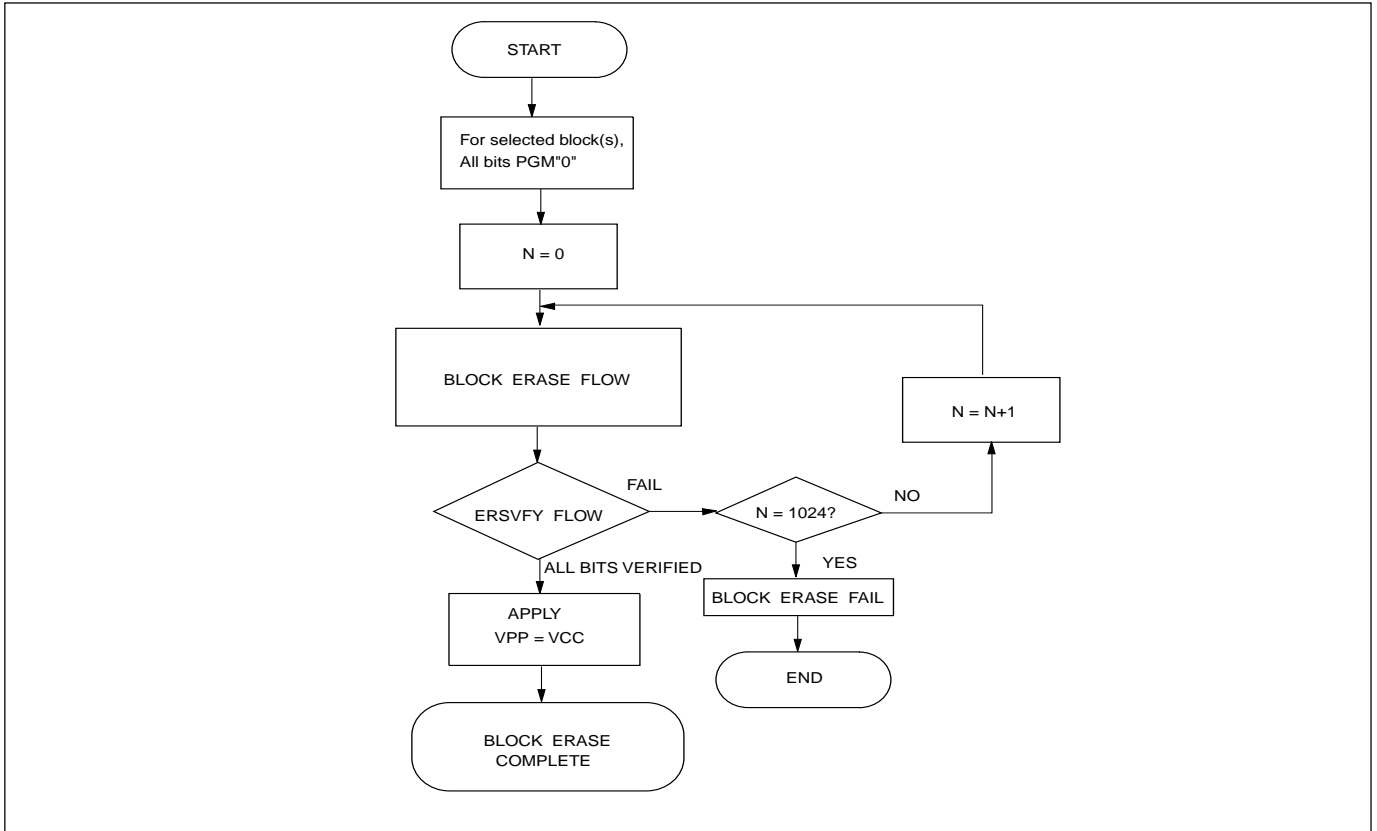 START
For selected block(s),
All bits PGM"0"
N = 0
BLOCK ERASE FLOW
N = N+1
FAIL
NO
ERSVFY FLOW
N = 1024?
ALL BITS VERIFIED
YES
APPLY
VPP = VCC
BLOCK ERASE FAIL
END
BLOCK ERASE
COMPLETE